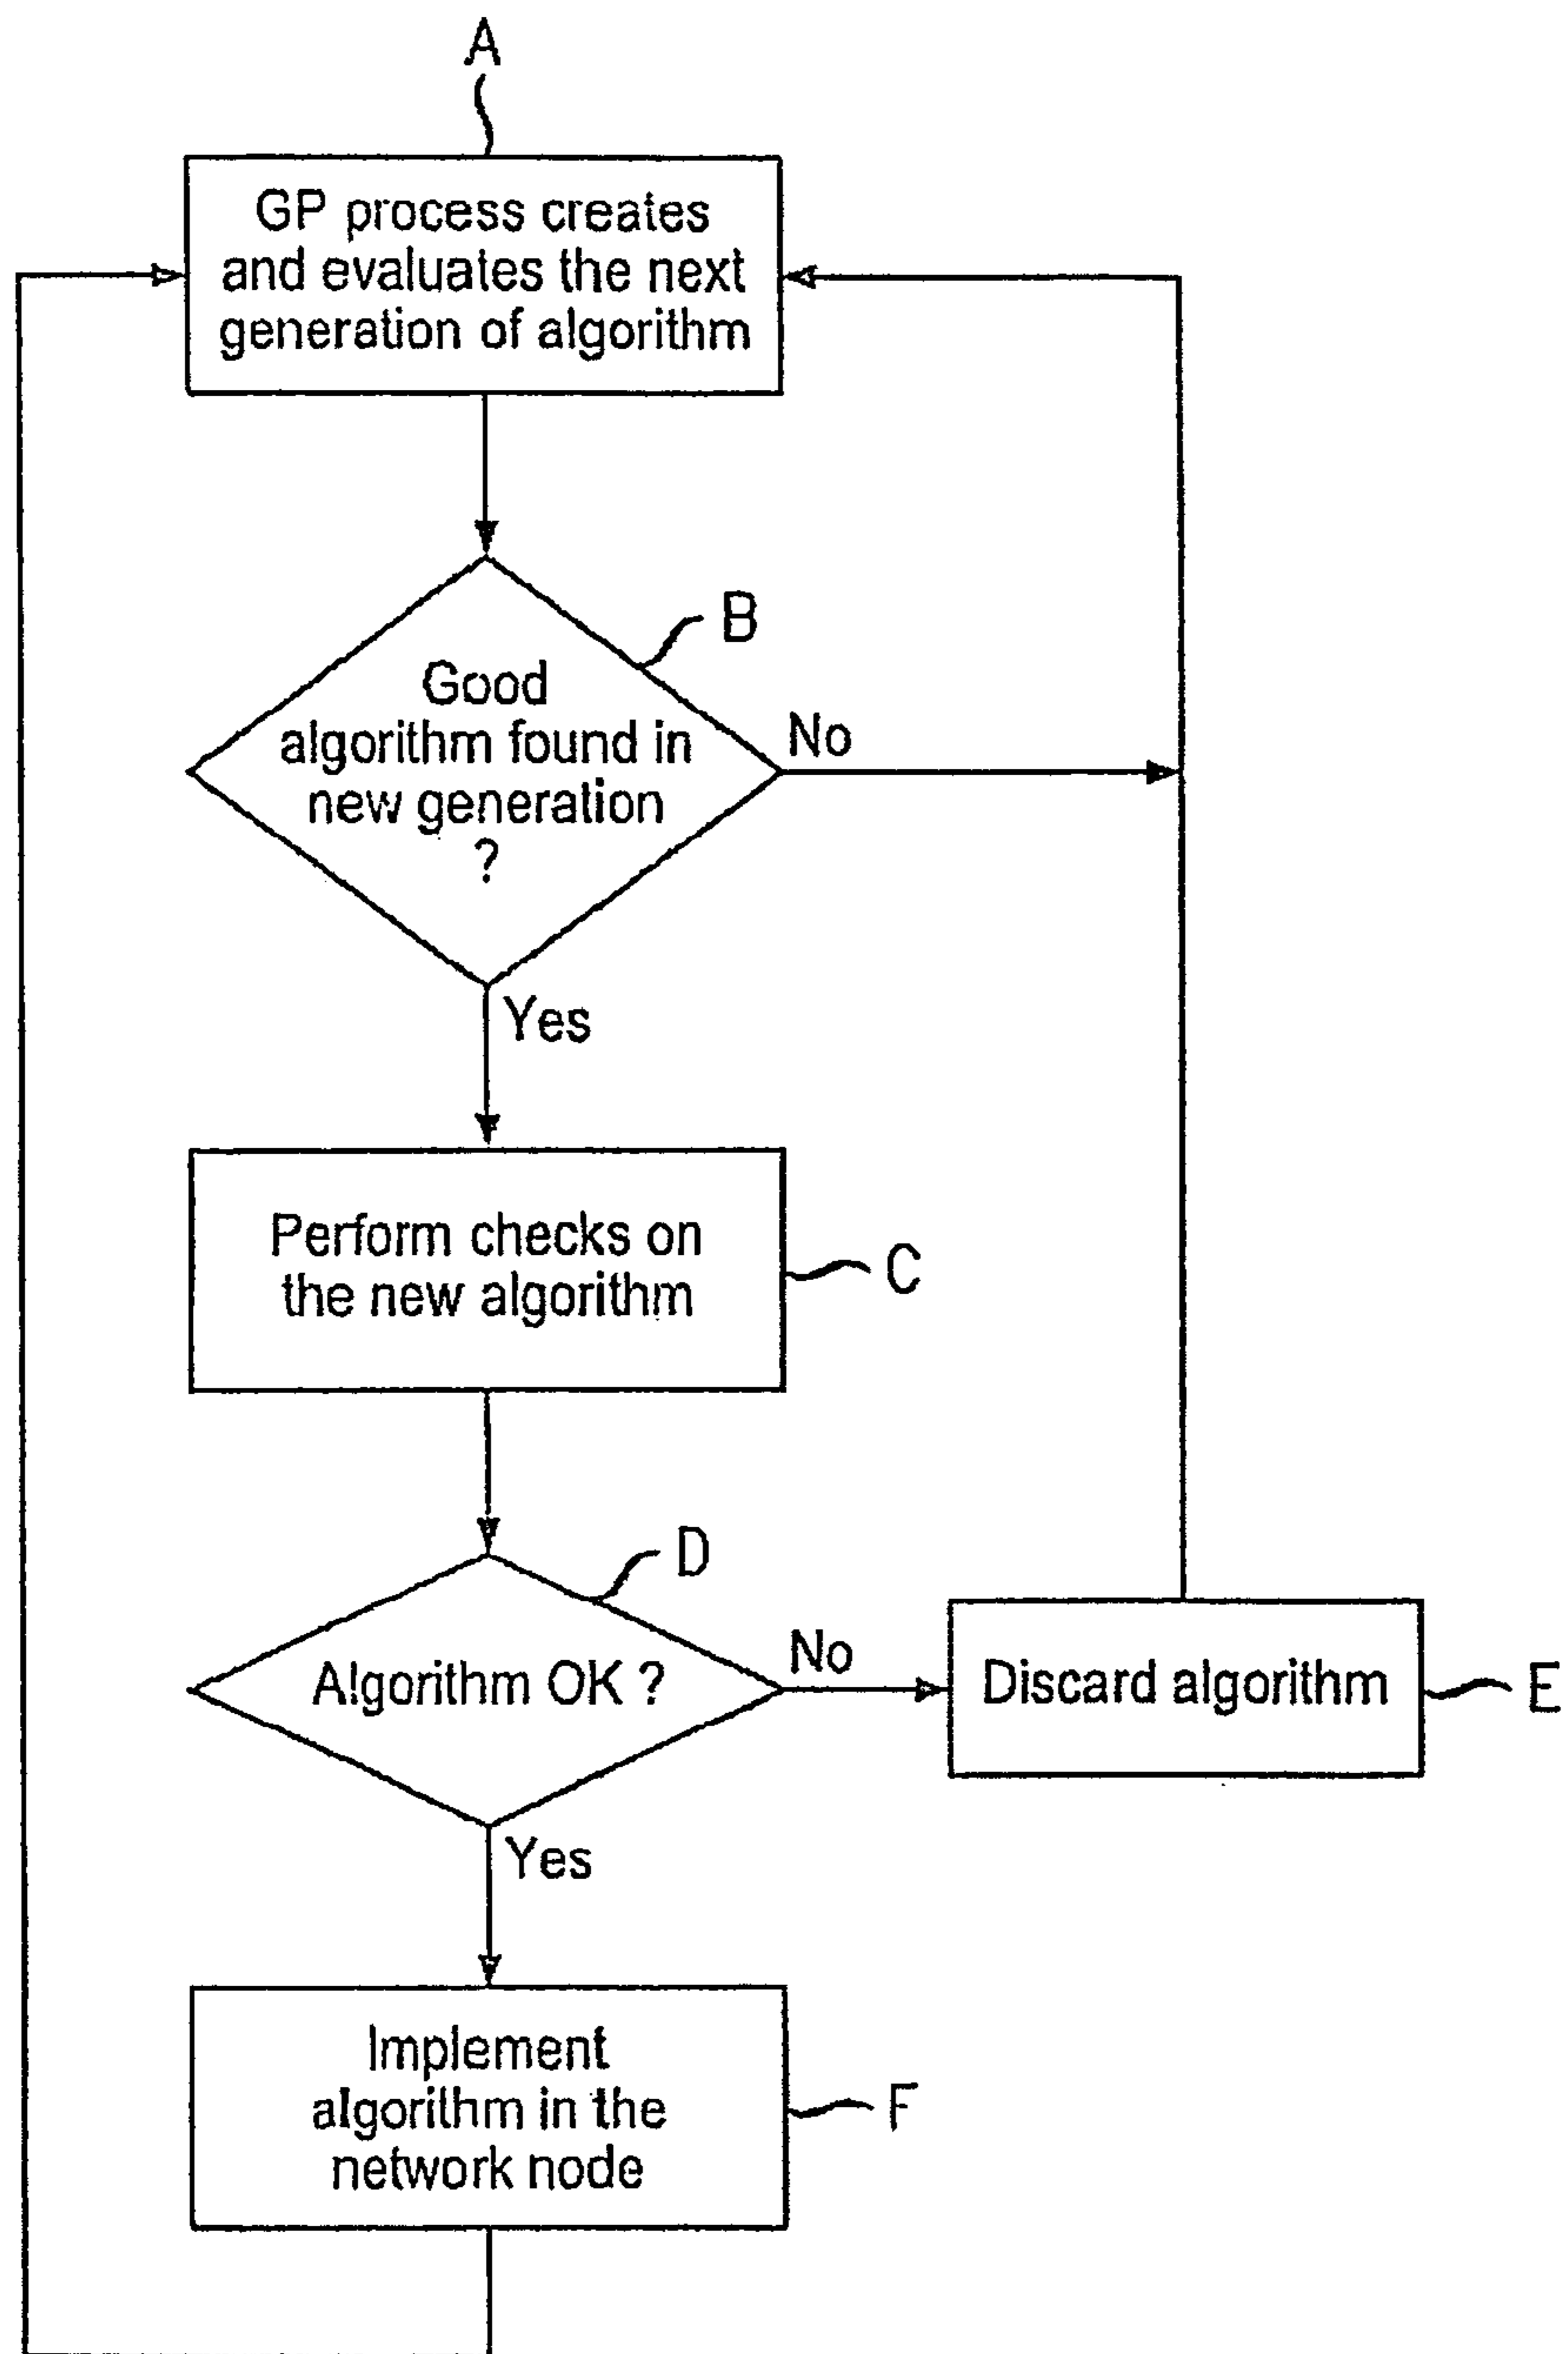 A
GP process creates
and evaluates the next
generation of algorithm
B
Good
algorithm found in
new generation
?
No
Yes
Perform checks on
the new algorithm
C
D
Algorithm OK ?
No
Discard algorithm
E
Yes
Implement
algorithm in the
network node
F